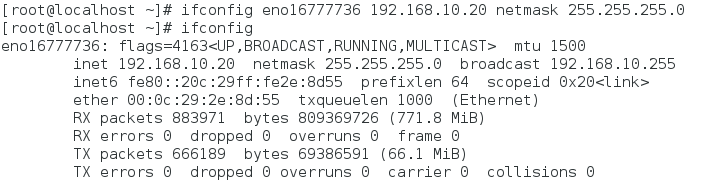 [root@localhost ~]# ifconfig eno16777736 192.168.10.20 netmask 255.255.255.0
[root@localhost ~]# ifconfig
eno16777736: flags=4163<UP,BROADCAST,RUNNING,MULTICAST>  mtu 1500
        inet 192.168.10.20  netmask 255.255.255.0  broadcast 192.168.10.255
        inet6 fe80::20c:29ff:fe2e:8d55  prefixlen 64  scopeid 0x20<link>
        ether 00:0c:29:2e:8d:55  txqueuelen 1000  (Ethernet)
        RX packets 883971  bytes 809369726 (771.8 MiB)
        RX errors 0  dropped 0  overruns 0  frame 0
        TX packets 666189  bytes 69386591 (66.1 MiB)
        TX errors 0  dropped 0 overruns 0  carrier 0  collisions 0